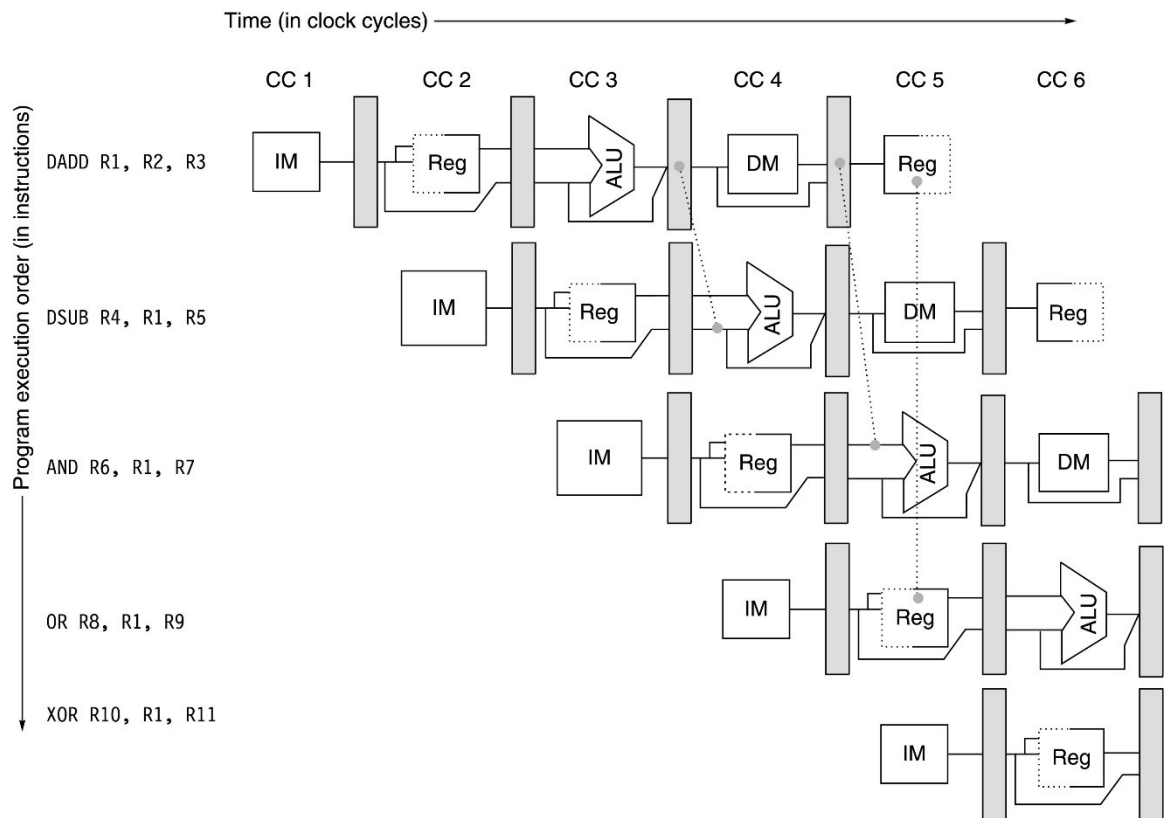 Time (in clock cycles)
CC 1 CC 2 CC 3 CC 4 CC 5 CC 6
Program execution order (in instructions)
DADD R1, R2, R3 IM Reg ALU DM Reg
DSUB R4, R1, R5 IM Reg ALU DM Reg
AND R6, R1, R7 IM Reg ALU DM
OR R8, R1, R9 IM Reg ALU
XOR R10, R1, R11 IM Reg